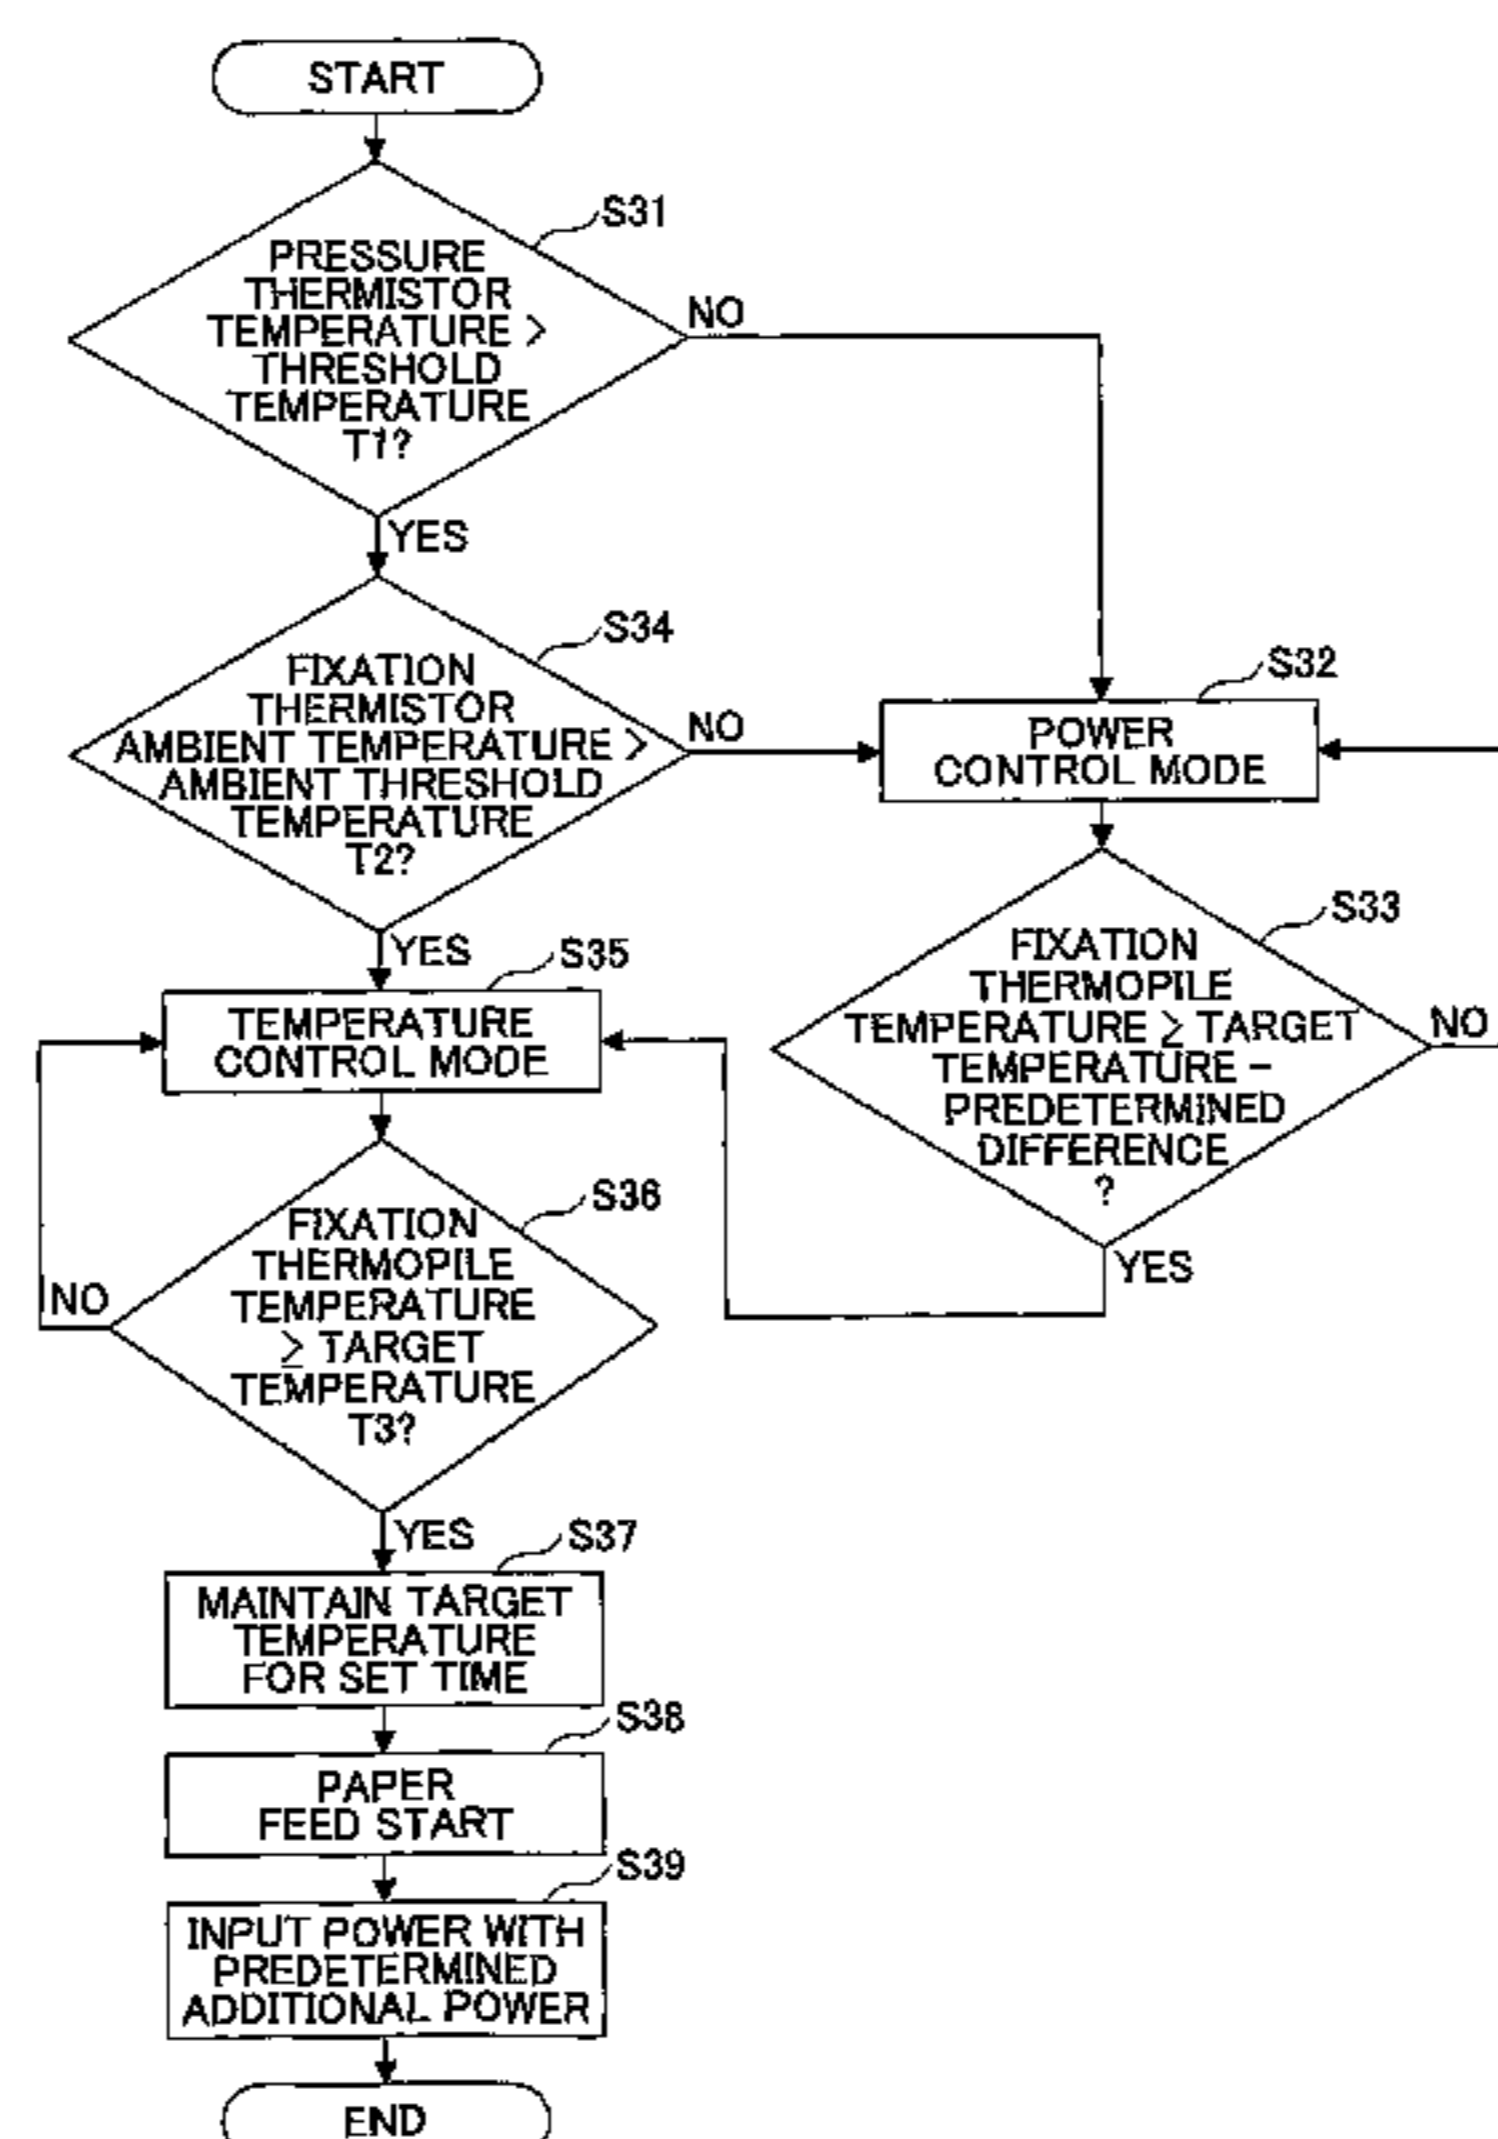 START
S31
PRESSURE
THERMISTOR
TEMPERATURE >
THRESHOLD
TEMPERATURE
T1?
NO
YES
S34
FIXATION
THERMISTOR
AMBIENT TEMPERATURE >
AMBIENT THRESHOLD
TEMPERATURE
T2?
NO
YES
S32
POWER
CONTROL MODE
S33
FIXATION
THERMOPILE
TEMPERATURE ≥ TARGET
TEMPERATURE –
PREDETERMINED
DIFFERENCE
?
NO
YES
S35
TEMPERATURE
CONTROL MODE
S36
FIXATION
THERMOPILE
TEMPERATURE
≥ TARGET
TEMPERATURE
T3?
NO
YES
S37
MAINTAIN TARGET
TEMPERATURE
FOR SET TIME
S38
PAPER
FEED START
S39
INPUT POWER WITH
PREDETERMINED
ADDITIONAL POWER
END